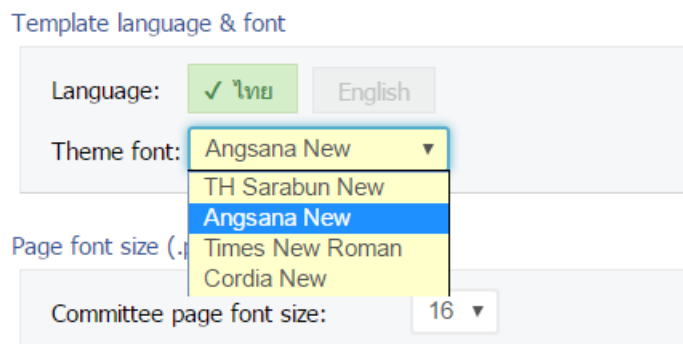 Template language & font
Language: ✓ ไทย English
Theme font: Angsana New ▼
TH Sarabun New
Angsana New
Times New Roman
Cordia New
Page font size (.
Committee page font size: 16 ▼